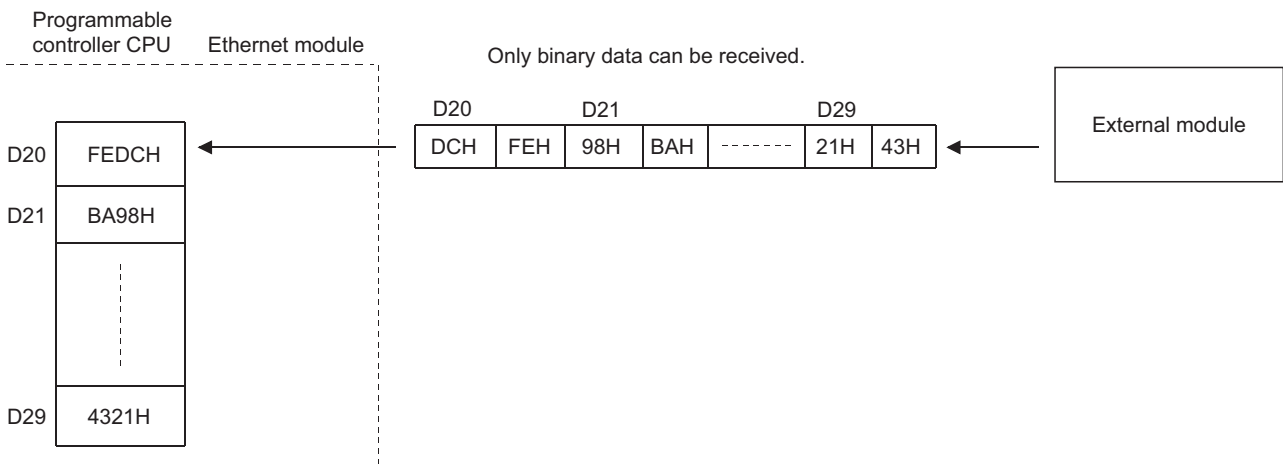 Programmable
controller CPU
Ethernet module
Only binary data can be received.
D20 D21 D29
DCH FEH 98H BAH 21H 43H
External module
D20 FEDCH
D21 BA98H
D29 4321H